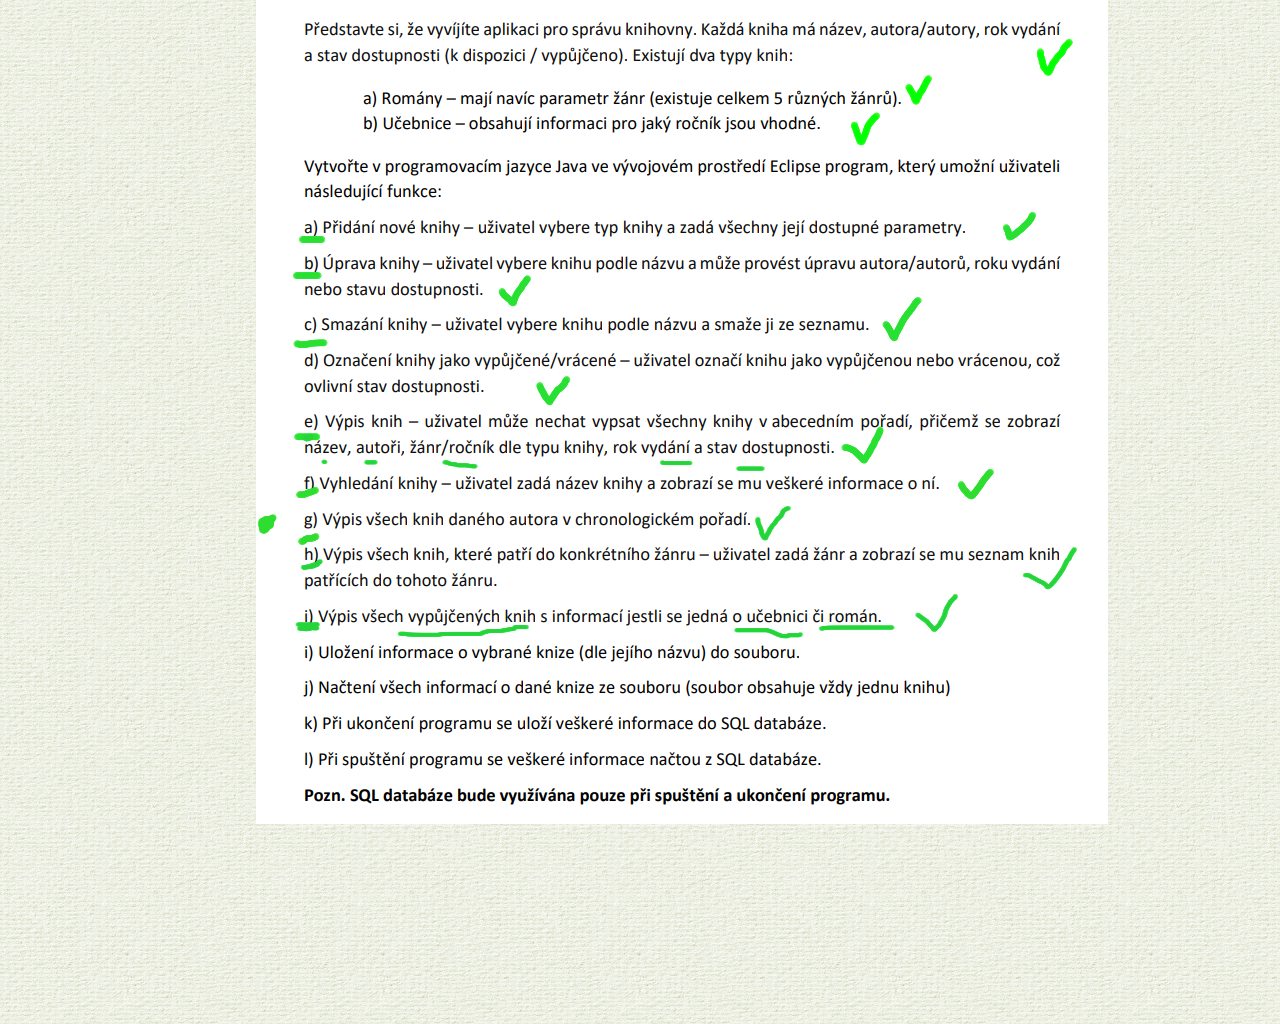 Představte si, že vyvíjíte aplikaci pro správu knihovny. Každá kniha má název, autora/autory, rok vydání
a stav dostupnosti (k dispozici / vypůjčeno). Existují dva typy knih:
a) Romány – mají navíc parametr žánr (existuje celkem 5 různých žánrů).
b) Učebnice – obsahují informaci pro jaký ročník jsou vhodné.
Vytvořte v programovacím jazyce Java ve vývojovém prostředí Eclipse program, který umožní uživateli
následující funkce:
a) Přidání nové knihy – uživatel vybere typ knihy a zadá všechny její dostupné parametry.
b) Úprava knihy – uživatel vybere knihu podle názvu a může provést úpravu autora/autorů, roku vydání
nebo stavu dostupnosti.
c) Smazání knihy – uživatel vybere knihu podle názvu a smaže ji ze seznamu.
d) Označení knihy jako vypůjčené/vrácené – uživatel označí knihu jako vypůjčenou nebo vrácenou, což
ovlivní stav dostupnosti.
e) Výpis knih – uživatel může nechat vypsat všechny knihy v abecedním pořadí, přičemž se zobrazí
název, autoři, žánr/ročník dle typu knihy, rok vydání a stav dostupnosti.
f) Vyhledání knihy – uživatel zadá název knihy a zobrazí se mu veškeré informace o ní.
g) Výpis všech knih daného autora v chronologickém pořadí.
h) Výpis všech knih, které patří do konkrétního žánru – uživatel zadá žánr a zobrazí se mu seznam knih
patřících do tohoto žánru.
i) Výpis všech vypůjčených knih s informací jestli se jedná o učebnici či román.
i) Uložení informace o vybrané knize (dle jejího názvu) do souboru.
j) Načtení všech informací o dané knize ze souboru (soubor obsahuje vždy jednu knihu)
k) Při ukončení programu se uloží veškeré informace do SQL databáze.
l) Při spuštění programu se veškeré informace načtou z SQL databáze.
Pozn. SQL databáze bude využívána pouze při spuštění a ukončení programu.